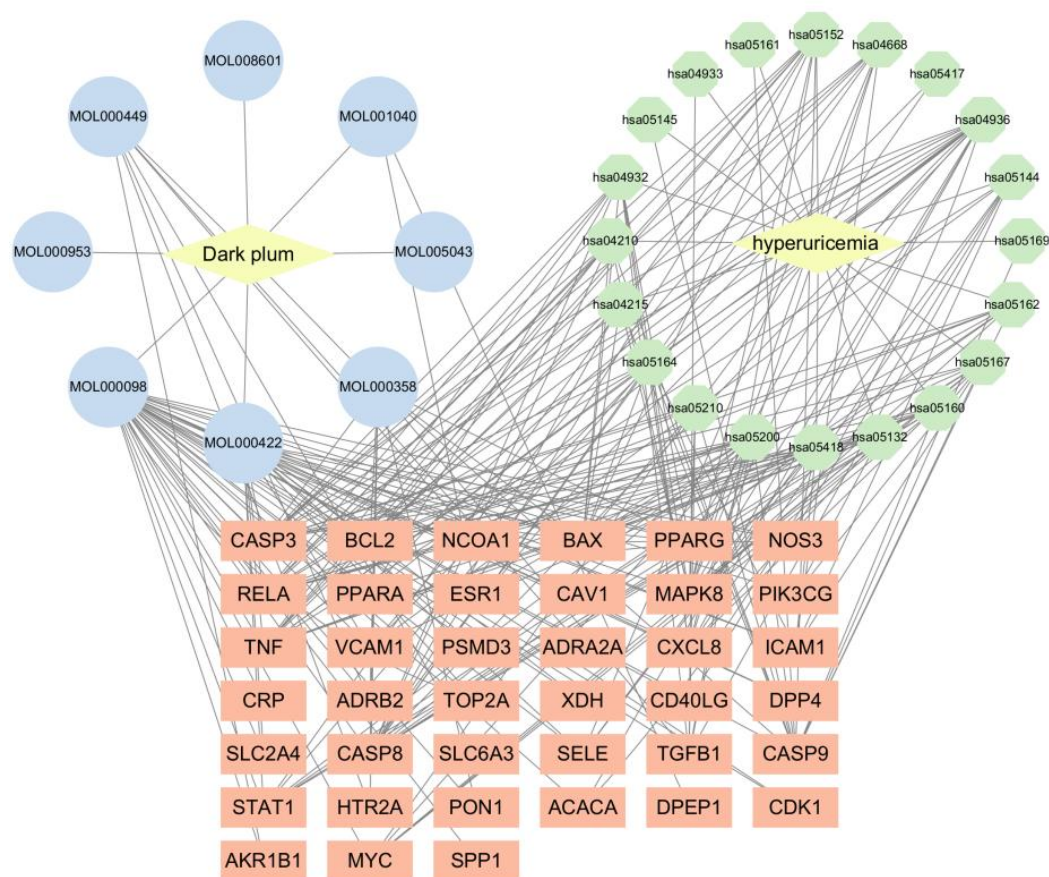 MOL008601
MOL000449
MOL001040
MOL000953
Dark plum
MOL005043
MOL000098
MOL000358
MOL000422
hsa05161
hsa05152
hsa04668
hsa04933
hsa05417
hsa05145
hsa04936
hsa04932
hsa05144
hsa04210
hyperuricemia
hsa05169
hsa04215
hsa05162
hsa05164
hsa05167
hsa05210
hsa05160
hsa05200
hsa05418
hsa05132
CASP3 BCL2 NCOA1 BAX PPARG NOS3
RELA PPARA ESR1 CAV1 MAPK8 PIK3CG
TNF VCAM1 PSMD3 ADRA2A CXCL8 ICAM1
CRP ADRB2 TOP2A XDH CD40LG DPP4
SLC2A4 CASP8 SLC6A3 SELE TGFB1 CASP9
STAT1 HTR2A PON1 ACACA DPEP1 CDK1
AKR1B1 MYC SPP1